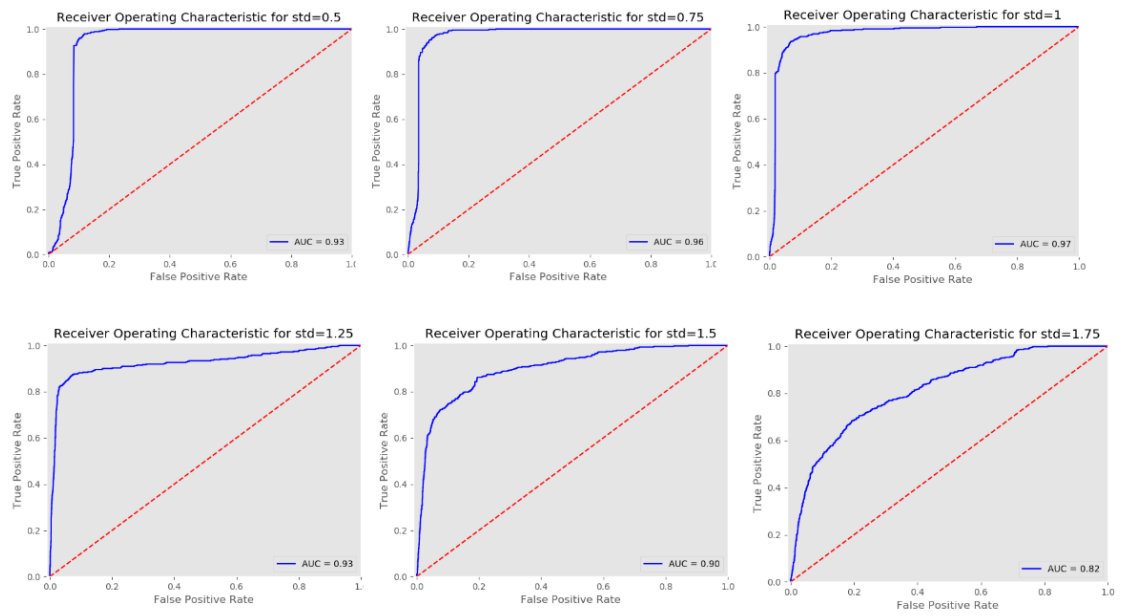 Receiver Operating Characteristic for std=0.5
1.0
0.8
0.6
0.4
0.2
0.0
True Positive Rate
0.0 0.2 0.4 0.6 0.8 1.0
False Positive Rate
AUC = 0.93
Receiver Operating Characteristic for std=0.75
1.0
0.8
0.6
0.4
0.2
0.0
True Positive Rate
0.0 0.2 0.4 0.6 0.8 1.0
False Positive Rate
AUC = 0.96
Receiver Operating Characteristic for std=1
1.0
0.8
0.6
0.4
0.2
0.0
True Positive Rate
0.0 0.2 0.4 0.6 0.8 1.0
False Positive Rate
AUC = 0.97
Receiver Operating Characteristic for std=1.25
1.0
0.8
0.6
0.4
0.2
0.0
True Positive Rate
0.0 0.2 0.4 0.6 0.8 1.0
False Positive Rate
AUC = 0.93
Receiver Operating Characteristic for std=1.5
1.0
0.8
0.6
0.4
0.2
0.0
True Positive Rate
0.0 0.2 0.4 0.6 0.8 1.0
False Positive Rate
AUC = 0.90
Receiver Operating Characteristic for std=1.75
1.0
0.8
0.6
0.4
0.2
0.0
True Positive Rate
0.0 0.2 0.4 0.6 0.8 1.0
False Positive Rate
AUC = 0.82